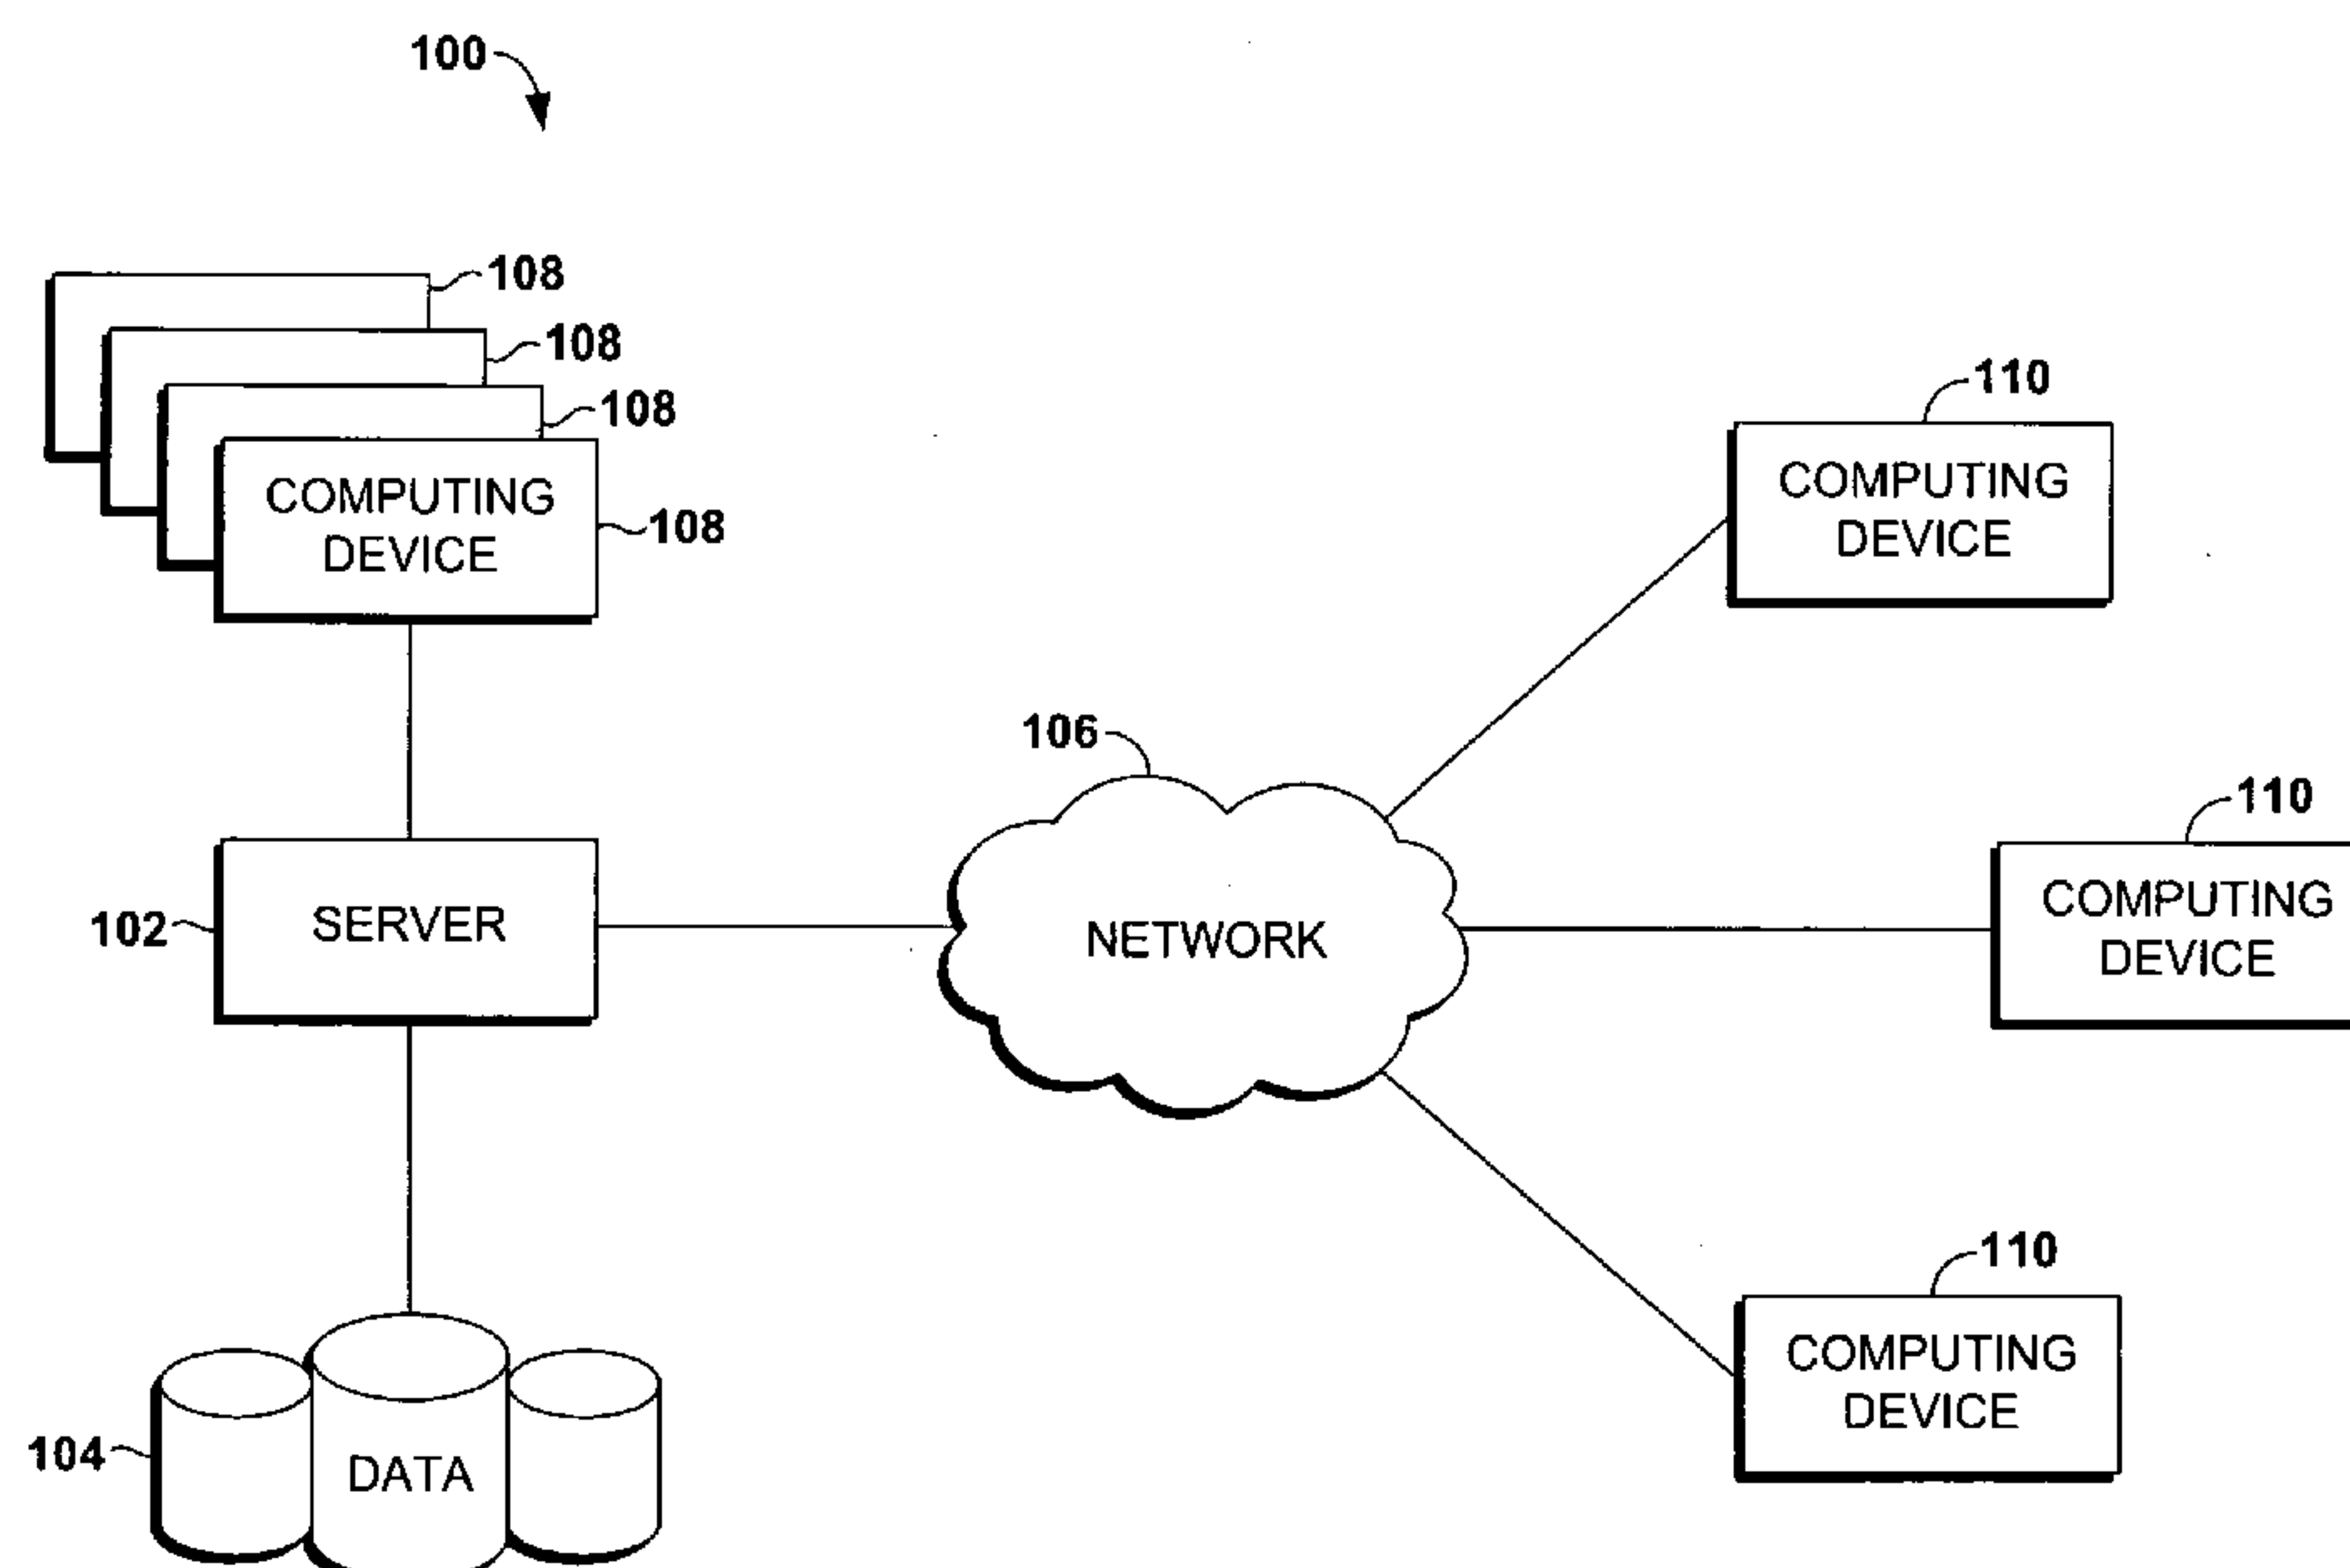 100
108
108
108
COMPUTING
DEVICE
108
110
COMPUTING
DEVICE
106
110
COMPUTING
DEVICE
102
SERVER
NETWORK
110
COMPUTING
DEVICE
104
DATA